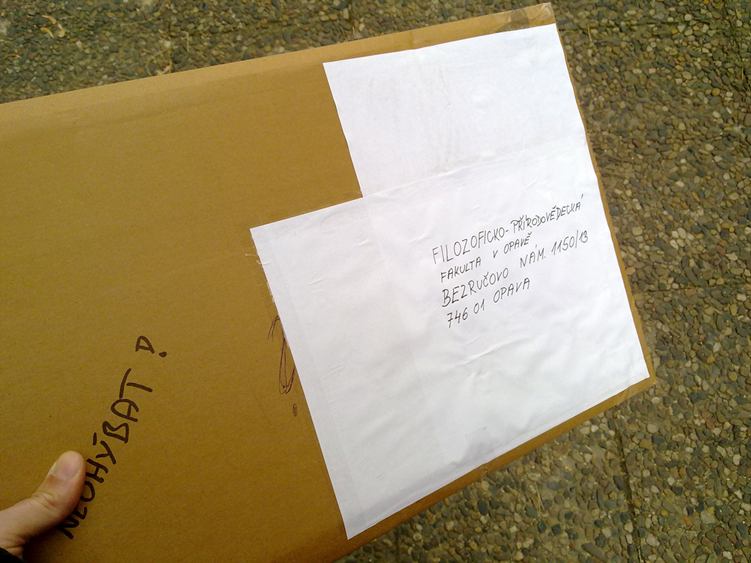 FILOZOFICKO-PŘÍRODOVĚDECKÁ
FAKULTA V OPAVĚ
BEZRUČOVO NÁM. 1150/13
746 01 OPAVA
NEOHÝBAT!